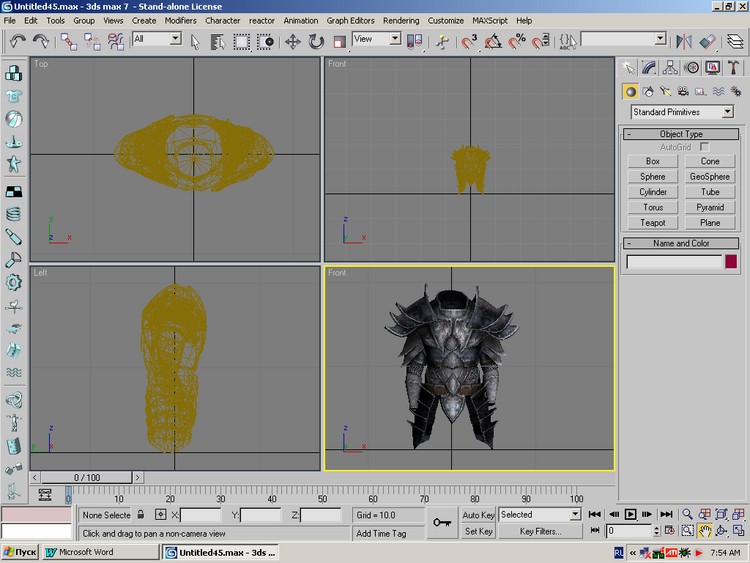 Untitled45.max - 3ds max 7 - Stand-alone License
File Edit Tools Group Views Create Modifiers Character reactor Animation Graph Editors Rendering Customize MAXScript Help
All View 3 % ABC
Top Front
Left Front
y z x
z y x
Standard Primitives
- Object Type
AutoGrid
Box Cone
Sphere GeoSphere
Cylinder Tube
Torus Pyramid
Teapot Plane
- Name and Color
< 0 / 100 >
0 10 20 30 40 50 60 70 80 90 100
None Selecte X: Y: Z: Grid = 10.0 Auto Key Selected
Click and drag to pan a non-camera view Add Time Tag Set Key Key Filters... 0
Пуск Microsoft Word Untitled45.max - 3ds ... RU « ATI 7:54 AM